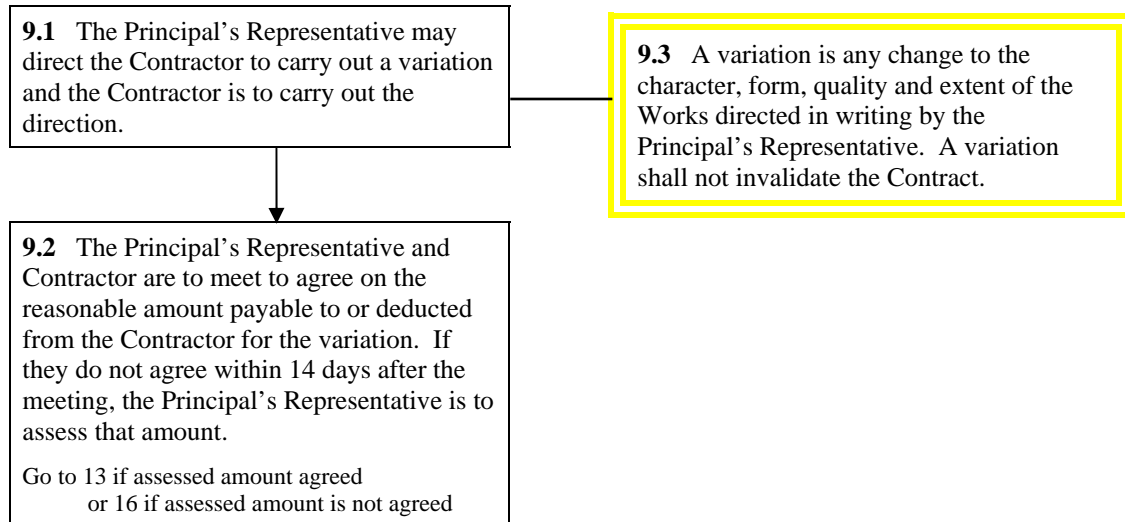 9.1 The Principal’s Representative may
direct the Contractor to carry out a variation
and the Contractor is to carry out the
direction.
9.3 A variation is any change to the
character, form, quality and extent of the
Works directed in writing by the
Principal’s Representative. A variation
shall not invalidate the Contract.
9.2 The Principal’s Representative and
Contractor are to meet to agree on the
reasonable amount payable to or deducted
from the Contractor for the variation. If
they do not agree within 14 days after the
meeting, the Principal’s Representative is to
assess that amount.
Go to 13 if assessed amount agreed
or 16 if assessed amount is not agreed